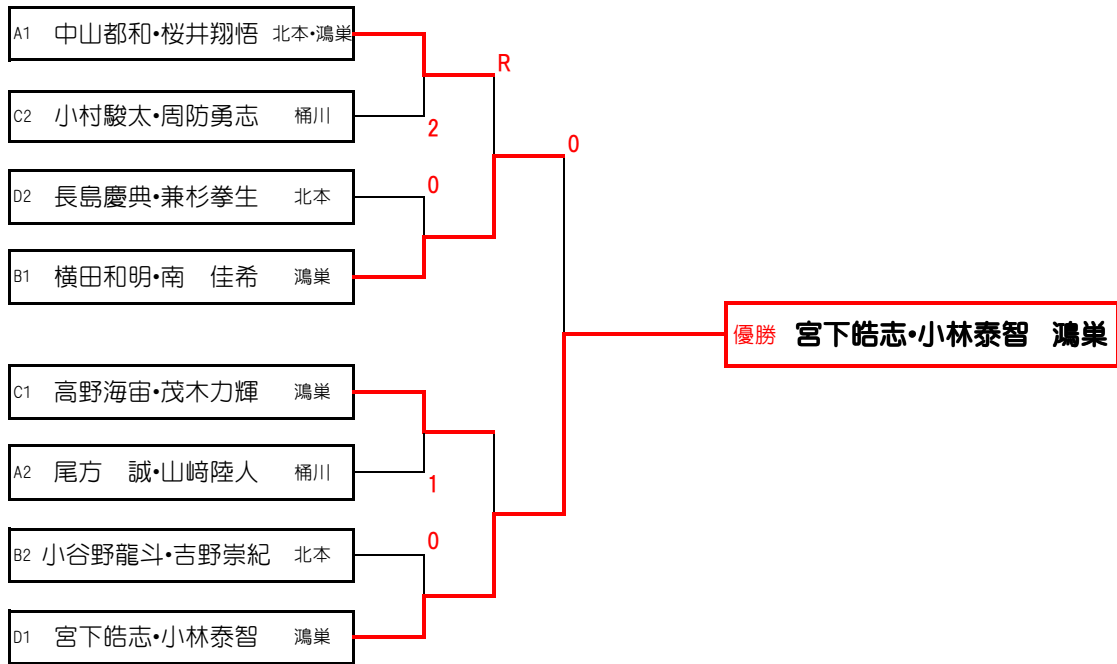 A1 中山都和・桜井翔悟 北本・鴻巣
R
C2 小村駿太・周防勇志 桶川
2
0
D2 長島慶典・兼杉拳生 北本
0
B1 横田和明・南 佳希 鴻巣
優勝 宮下皓志・小林泰智 鴻巣
C1 高野海宙・茂木力輝 鴻巣
A2 尾方 誠・山﨑陸人 桶川
1
0
B2 小谷野龍斗・吉野崇紀 北本
D1 宮下皓志・小林泰智 鴻巣